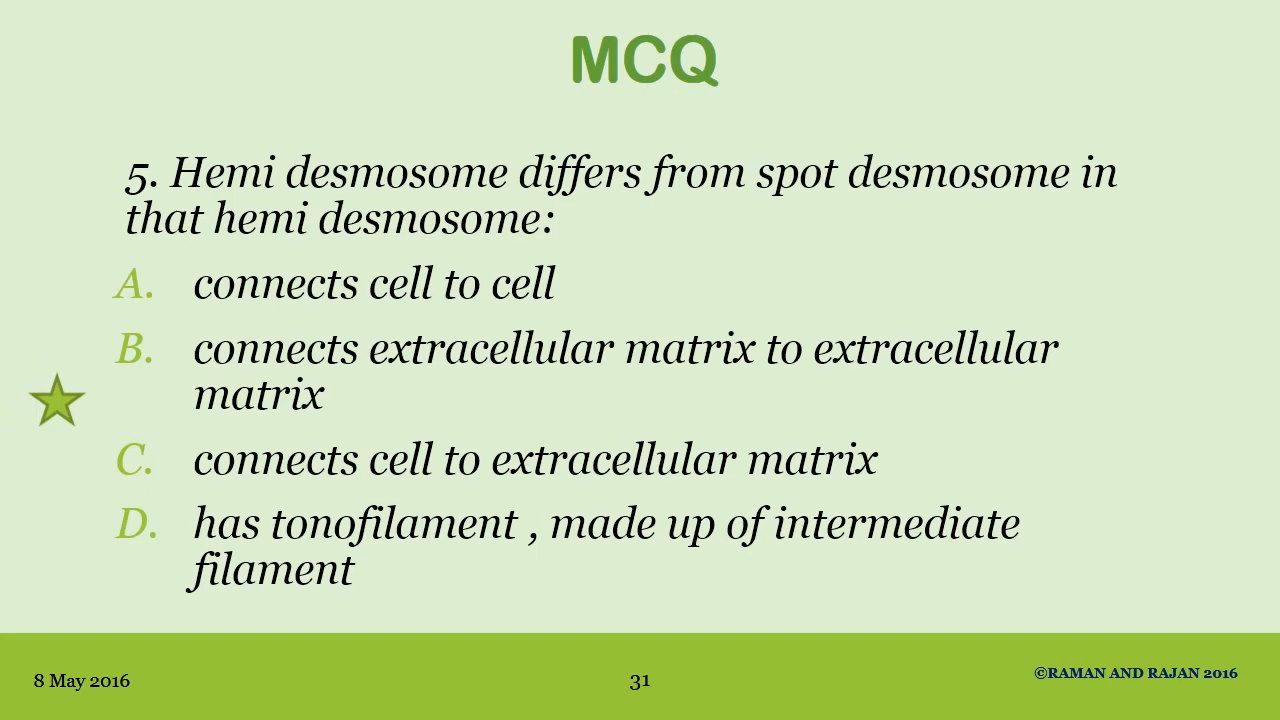 MCQ
5. Hemi desmosome differs from spot desmosome in
that hemi desmosome:
A. connects cell to cell
B. connects extracellular matrix to extracellular
matrix
C. connects cell to extracellular matrix
D. has tonofilament , made up of intermediate
filament
8 May 2016
31
©RAMAN AND RAJAN 2016